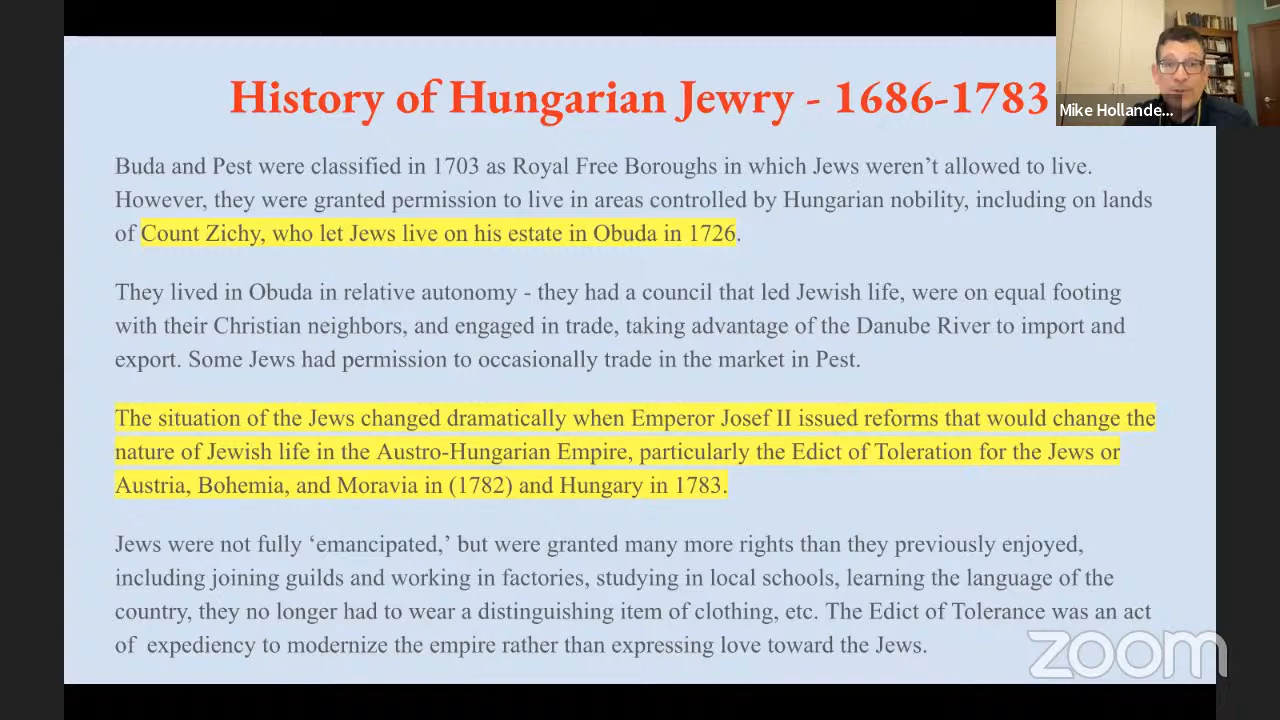 History of Hungarian Jewry - 1686-1783
Mike Hollande...
Buda and Pest were classified in 1703 as Royal Free Boroughs in which Jews weren’t allowed to live.
However, they were granted permission to live in areas controlled by Hungarian nobility, including on lands
of Count Zichy, who let Jews live on his estate in Obuda in 1726.
They lived in Obuda in relative autonomy - they had a council that led Jewish life, were on equal footing
with their Christian neighbors, and engaged in trade, taking advantage of the Danube River to import and
export. Some Jews had permission to occasionally trade in the market in Pest.
The situation of the Jews changed dramatically when Emperor Josef II issued reforms that would change the
nature of Jewish life in the Austro-Hungarian Empire, particularly the Edict of Toleration for the Jews or
Austria, Bohemia, and Moravia in (1782) and Hungary in 1783.
Jews were not fully ‘emancipated,’ but were granted many more rights than they previously enjoyed,
including joining guilds and working in factories, studying in local schools, learning the language of the
country, they no longer had to wear a distinguishing item of clothing, etc. The Edict of Tolerance was an act
of  expediency to modernize the empire rather than expressing love toward the Jews.
zoom